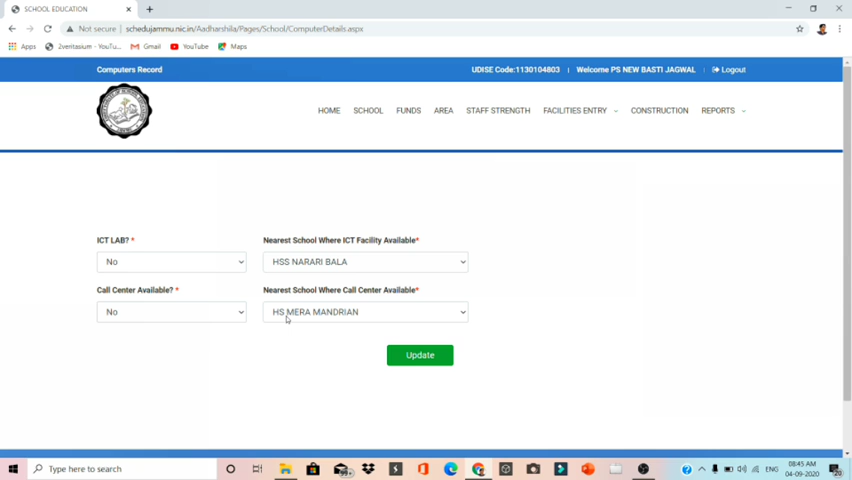 SCHOOL EDUCATION
Not secure | schedujammu.nic.in/Aadharshila/Pages/School/ComputerDetails.aspx
Apps 2veritasium - YouTu... Gmail YouTube Maps
Computers Record UDISE Code:1130104803 | Welcome PS NEW BASTI JAGWAL | Logout
HOME SCHOOL FUNDS AREA STAFF STRENGTH FACILITIES ENTRY CONSTRUCTION REPORTS
ICT LAB? * Nearest School Where ICT Facility Available*
No HSS NARARI BALA
Call Center Available? * Nearest School Where Call Center Available*
No HS MERA MANDRIAN
Update
Type here to search 99+ ENG 08:45 AM 20
04-09-2020